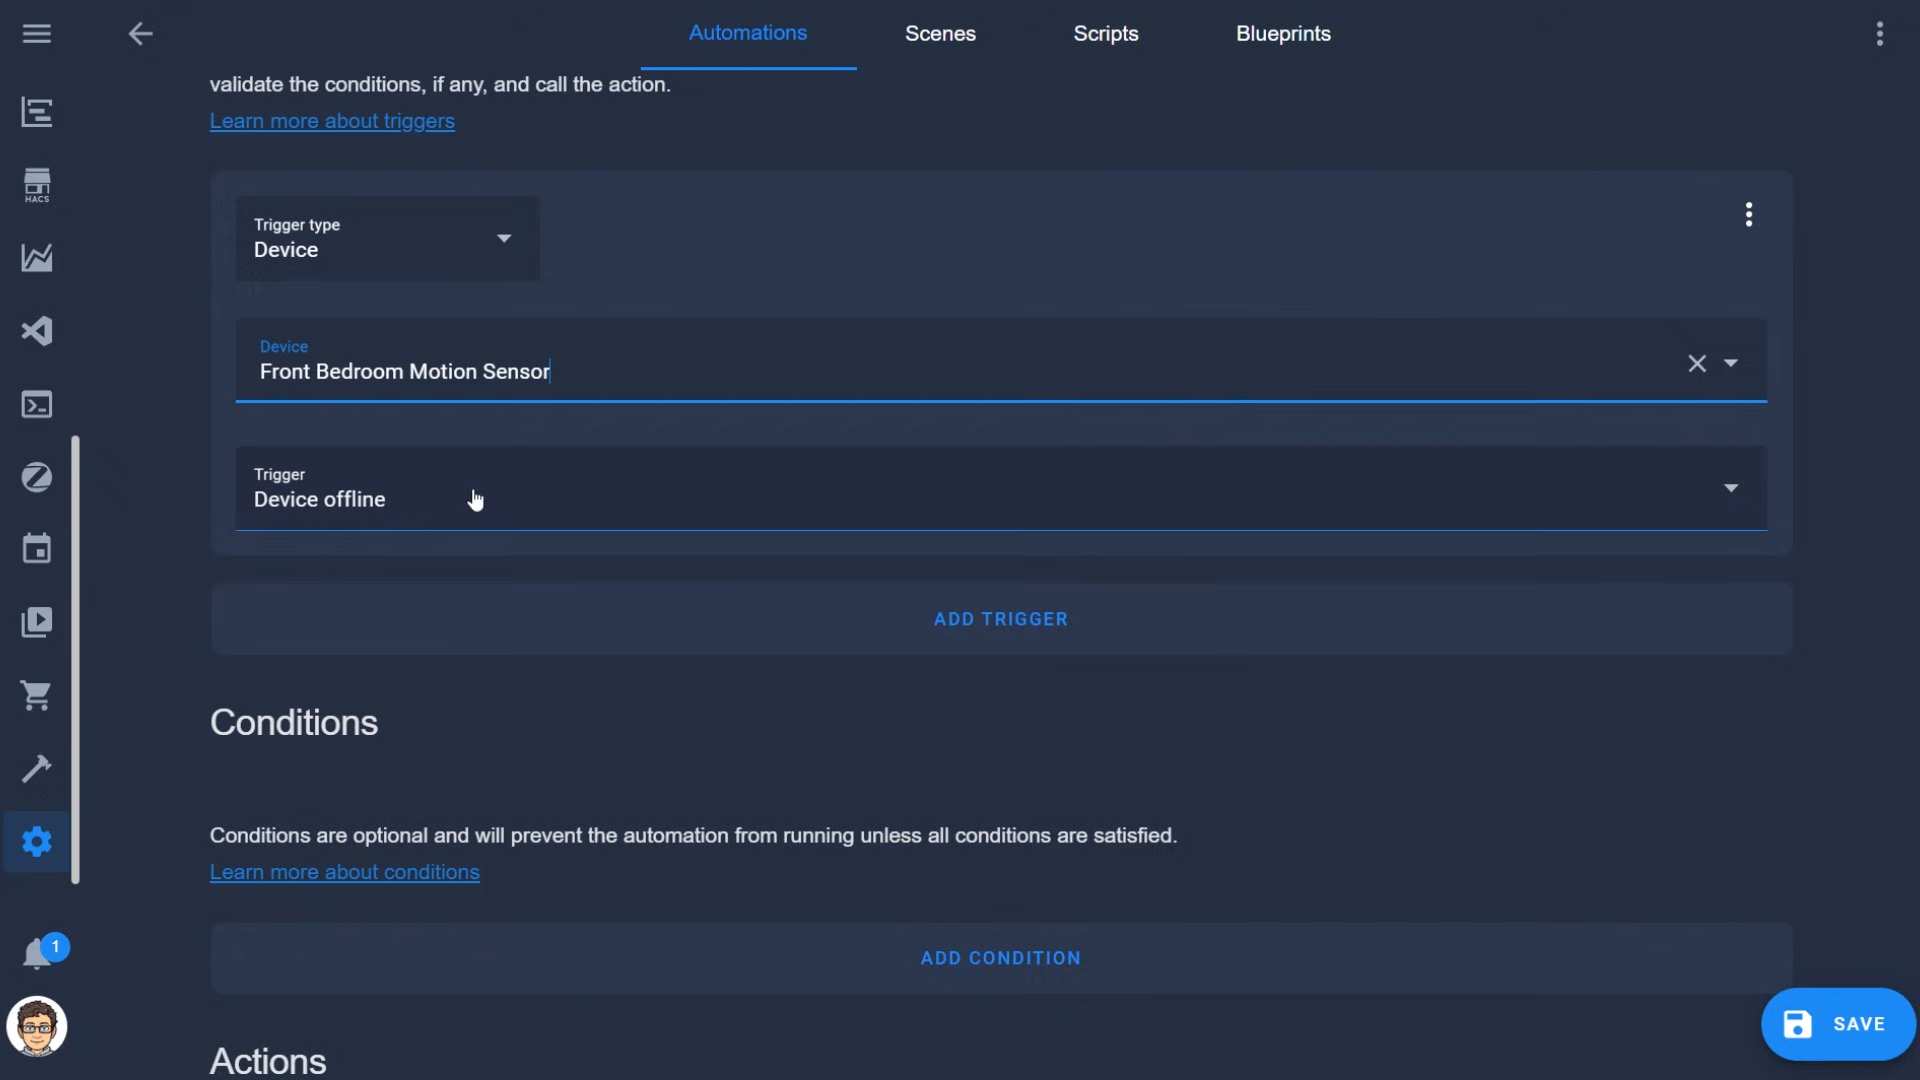 Automations
Scenes
Scripts
Blueprints
validate the conditions, if any, and call the action.
Learn more about triggers
HACS
Trigger type
Device
Device
Front Bedroom Motion Sensor
Trigger
Device offline
ADD TRIGGER
Conditions
Conditions are optional and will prevent the automation from running unless all conditions are satisfied.
Learn more about conditions
1
ADD CONDITION
SAVE
Actions